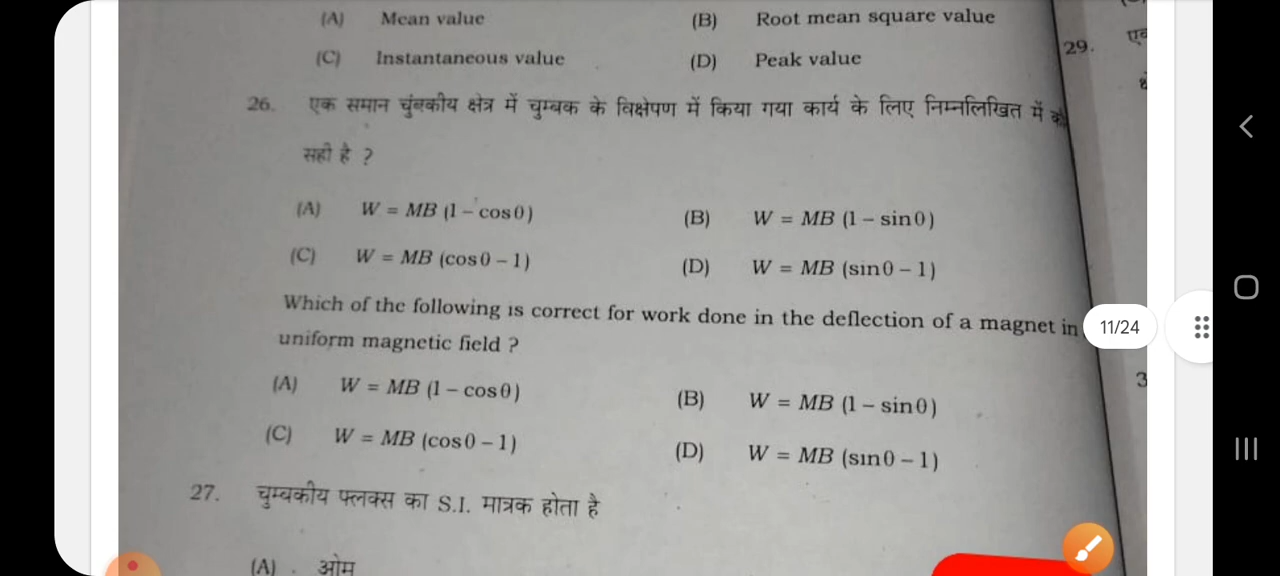 (A) Mean value (B) Root mean square value
(C) Instantaneous value (D) Peak value
29.
26. एक समान चुंबकीय क्षेत्र में चुम्बक के विक्षेपण में किया गया कार्य के लिए निम्नलिखित में
सही है ?
(A) W = MB (1 – cosθ) (B) W = MB (1 – sinθ)
(C) W = MB (cosθ – 1) (D) W = MB (sinθ – 1)
Which of the following is correct for work done in the deflection of a magnet in
uniform magnetic field ?
11/24
(A) W = MB (1 – cosθ) (B) W = MB (1 – sinθ)
(C) W = MB (cosθ – 1) (D) W = MB (sinθ – 1)
27. चुम्बकीय फ्लक्स का S.I. मात्रक होता है
(A) ओम